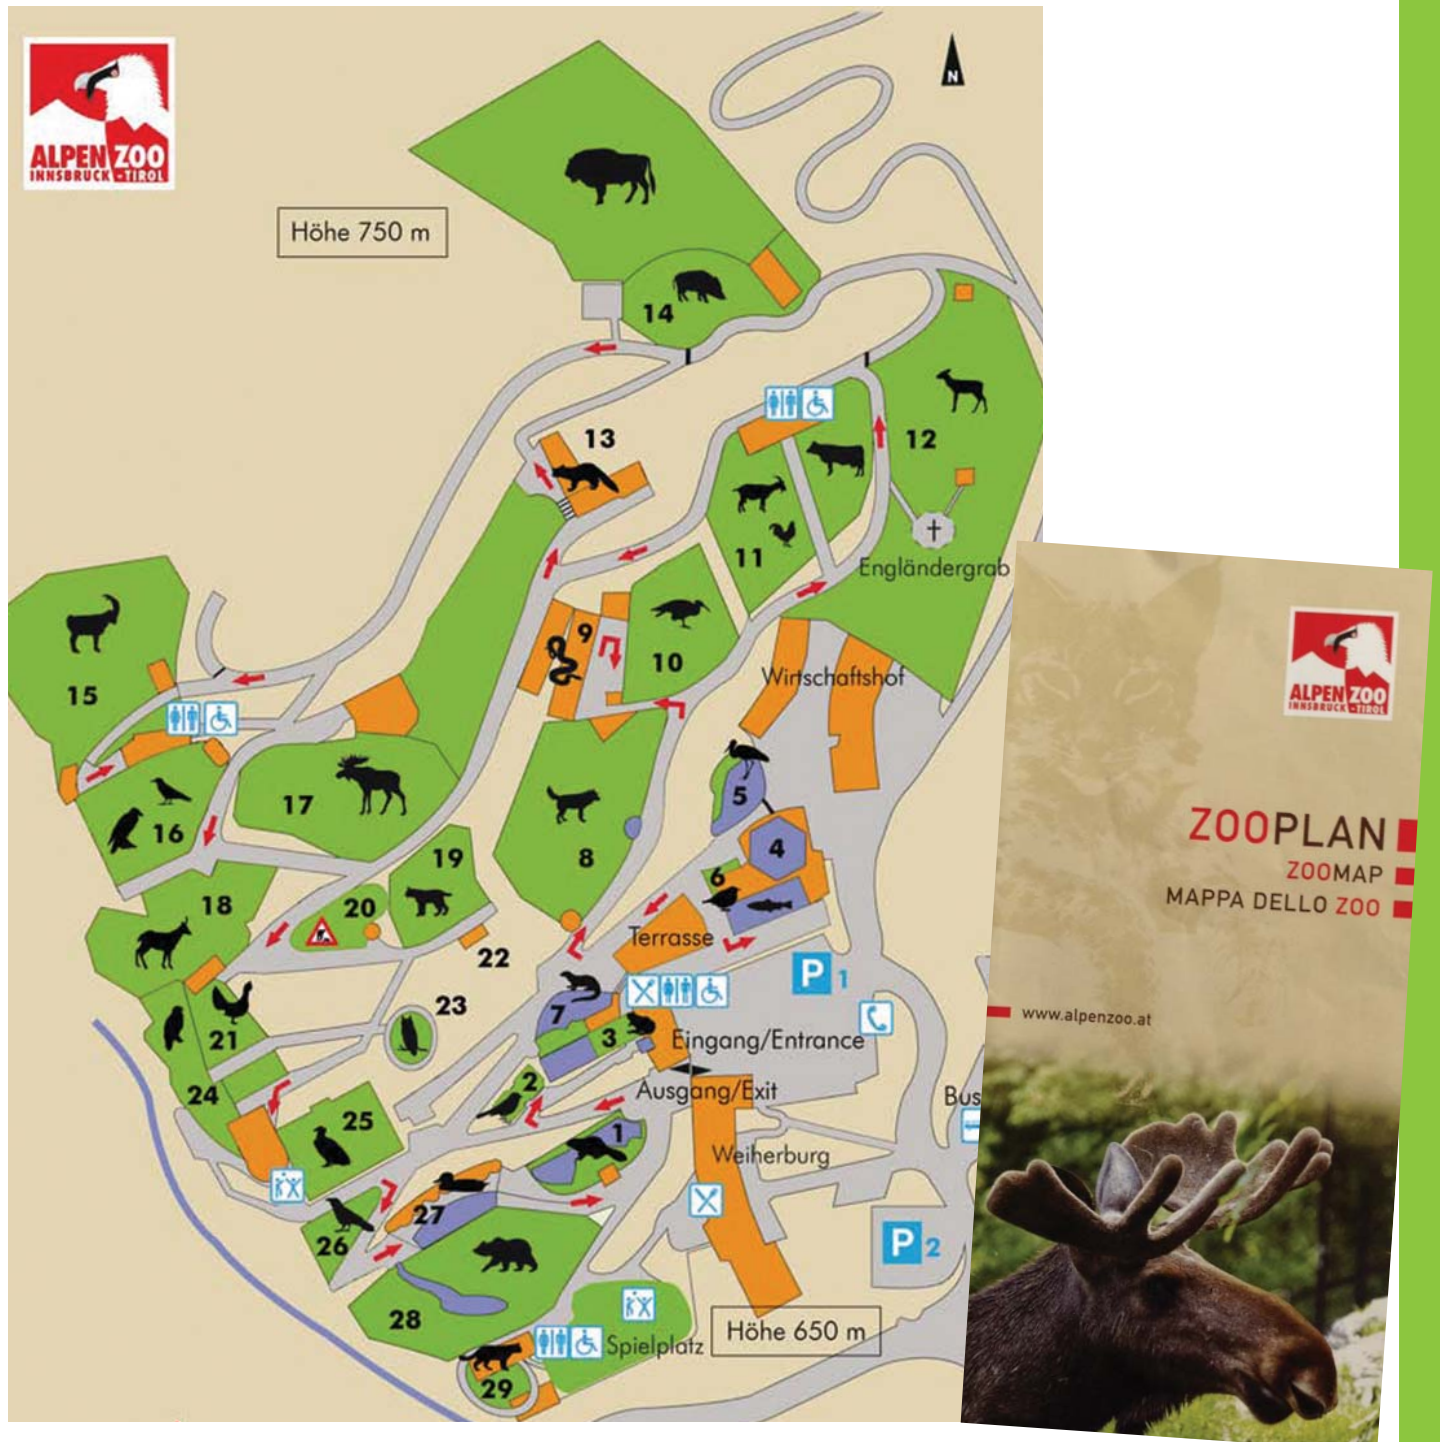 ALPEN ZOO
INNSBRUCK - TIROL
N
Höhe 750 m
14
13
12
11
Engländergrab
9
10
15
Wirtschaftshof
5
17
16
8
4
19
6
18
20
Terrasse
22
P 1
23
7
21
3
Eingang/Entrance
2
24
Ausgang/Exit
25
1
Weiherburg
27
26
P 2
28
Höhe 650 m
Spielplatz
29
Bus
ALPEN ZOO
INNSBRUCK - TIROL
ZOOPLAN
ZOOMAP
MAPPA DELLO ZOO
www.alpenzoo.at